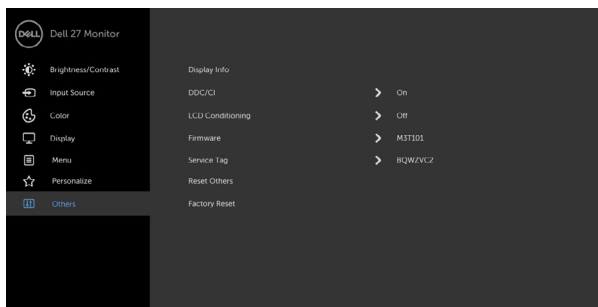 DELL Dell 27 Monitor
Brightness/Contrast Display Info
Input Source DDC/CI On
Color LCD Conditioning Off
Display Firmware M3T101
Menu Service Tag BQWZVC2
Personalize Reset Others
Others Factory Reset